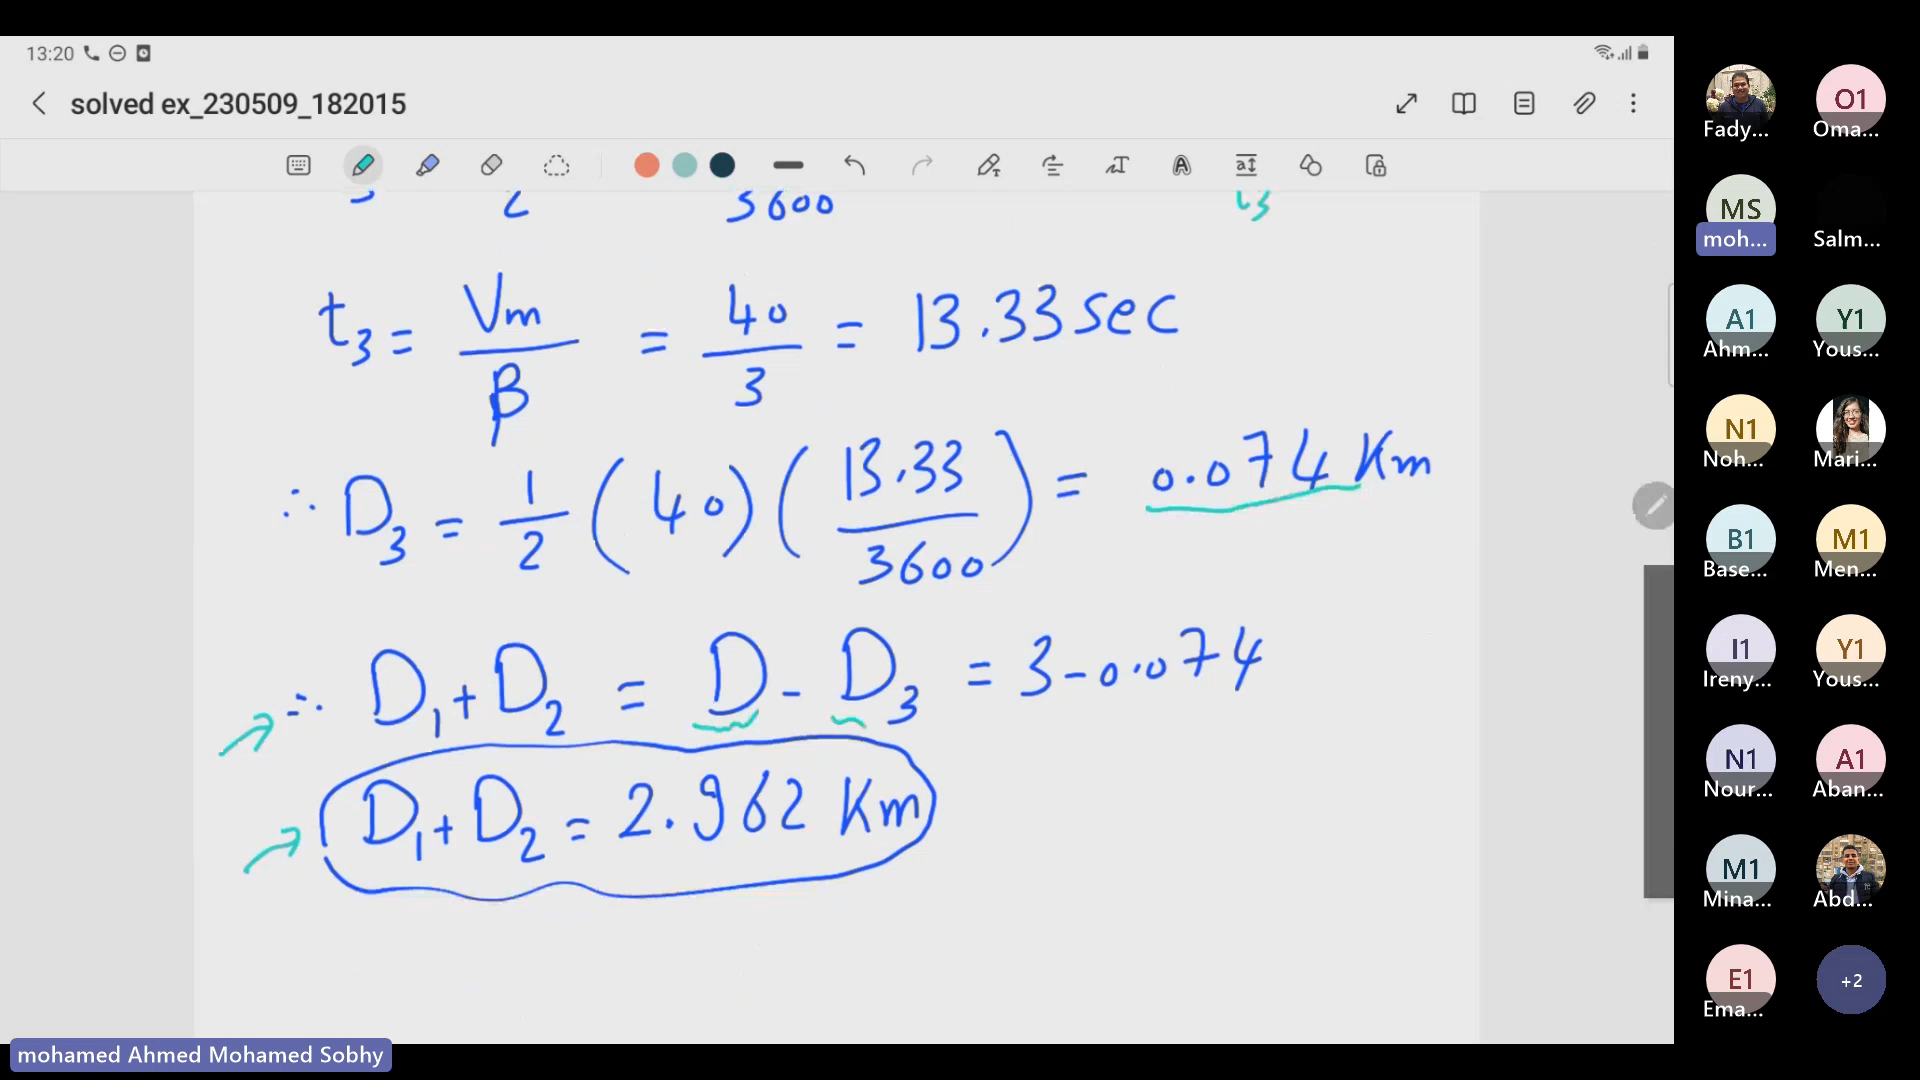 13:20
solved ex_230509_182015
3 2 3600 t3
t₃ = Vm / β = 40 / 3 = 13.33 sec
∴ D₃ = 1/2 (40) (13.33 / 3600) = 0.074 Km
∴ D₁ + D₂ = D - D₃ = 3 - 0.074
D₁ + D₂ = 2.962 Km
mohamed Ahmed Mohamed Sobhy
Fady...
O1
Oma...
MS
moh...
Salm...
A1
Ahm...
Y1
Yous...
N1
Noh...
Mari...
B1
Base...
M1
Men...
I1
Ireny...
Y1
Yous...
N1
Nour...
A1
Aban...
M1
Mina...
Abd...
E1
Ema...
+2